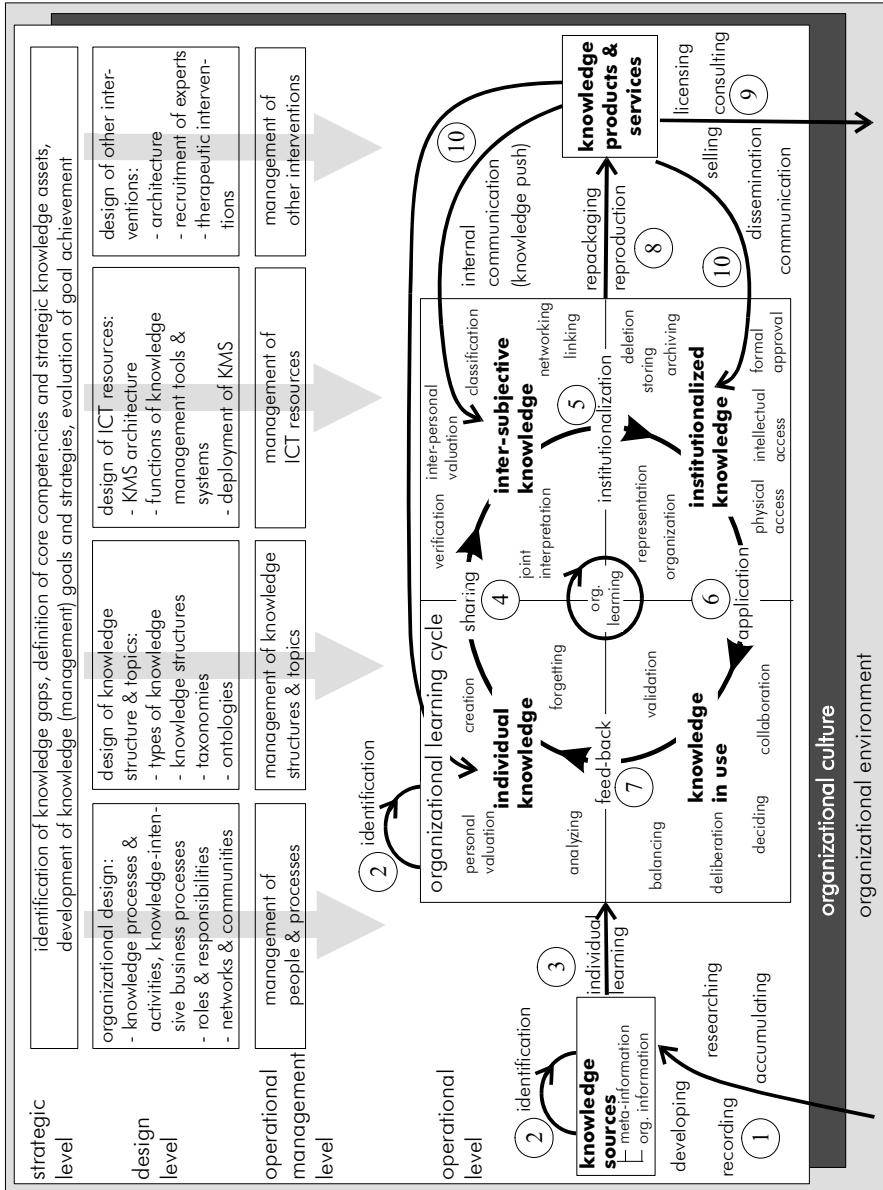 strategic
level
identification of knowledge gaps, definition of core competencies and strategic knowledge assets,
development of knowledge (management) goals and strategies, evaluation of goal achievement
design
level
organizational design:
- knowledge processes &
activities, knowledge-inten-
sive business processes
- roles & responsibilities
- networks & communities
design of knowledge
structure & topics:
- types of knowledge
- knowledge structures
- taxonomies
- ontologies
design of ICT resources:
- KMS architecture
- functions of knowledge
management tools &
systems
- deployment of KMS
design of other inter-
ventions:
- architecture
- recruitment of experts
- therapeutic interven-
tions
operational
management
level
management of
people & processes
management of knowledge
structures & topics
management of
ICT resources
management of
other interventions
operational
level
2
identification
2
identification
10
internal
communication
(knowledge push)
organizational learning cycle
personal
valuation
creation
sharing
verification
inter-personal
valuation
classification
individual
knowledge
4
joint
interpretation
inter-subjective
knowledge
networking
linking
analyzing
forgetting
5
3
individual
learning
knowledge
sources
meta-information
org. information
feed-back
7
org.
learning
institutionalization
deletion
storing
archiving
repackaging
reproduction
8
knowledge
products &
services
balancing
validation
representation
organization
deliberation
deciding
knowledge
in use
collaboration
6
application
institutionalized
knowledge
physical
access
intellectual
access
formal
approval
10
selling
dissemination
communication
licensing
consulting
9
developing
recording
1
researching
accumulating
organizational culture
organizational environment